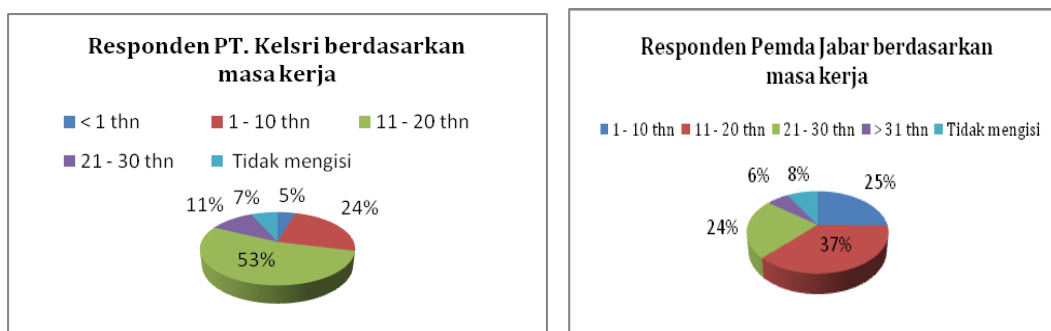 Responden PT. Kelsri berdasarkan
masa kerja
< 1 thn 1 - 10 thn 11 - 20 thn
21 - 30 thn Tidak mengisi
5%
24%
53%
11%
7%
Responden Pemda Jabar berdasarkan
masa kerja
1 - 10 thn 11 - 20 thn 21 - 30 thn > 31 thn Tidak mengisi
25%
37%
24%
6%
8%